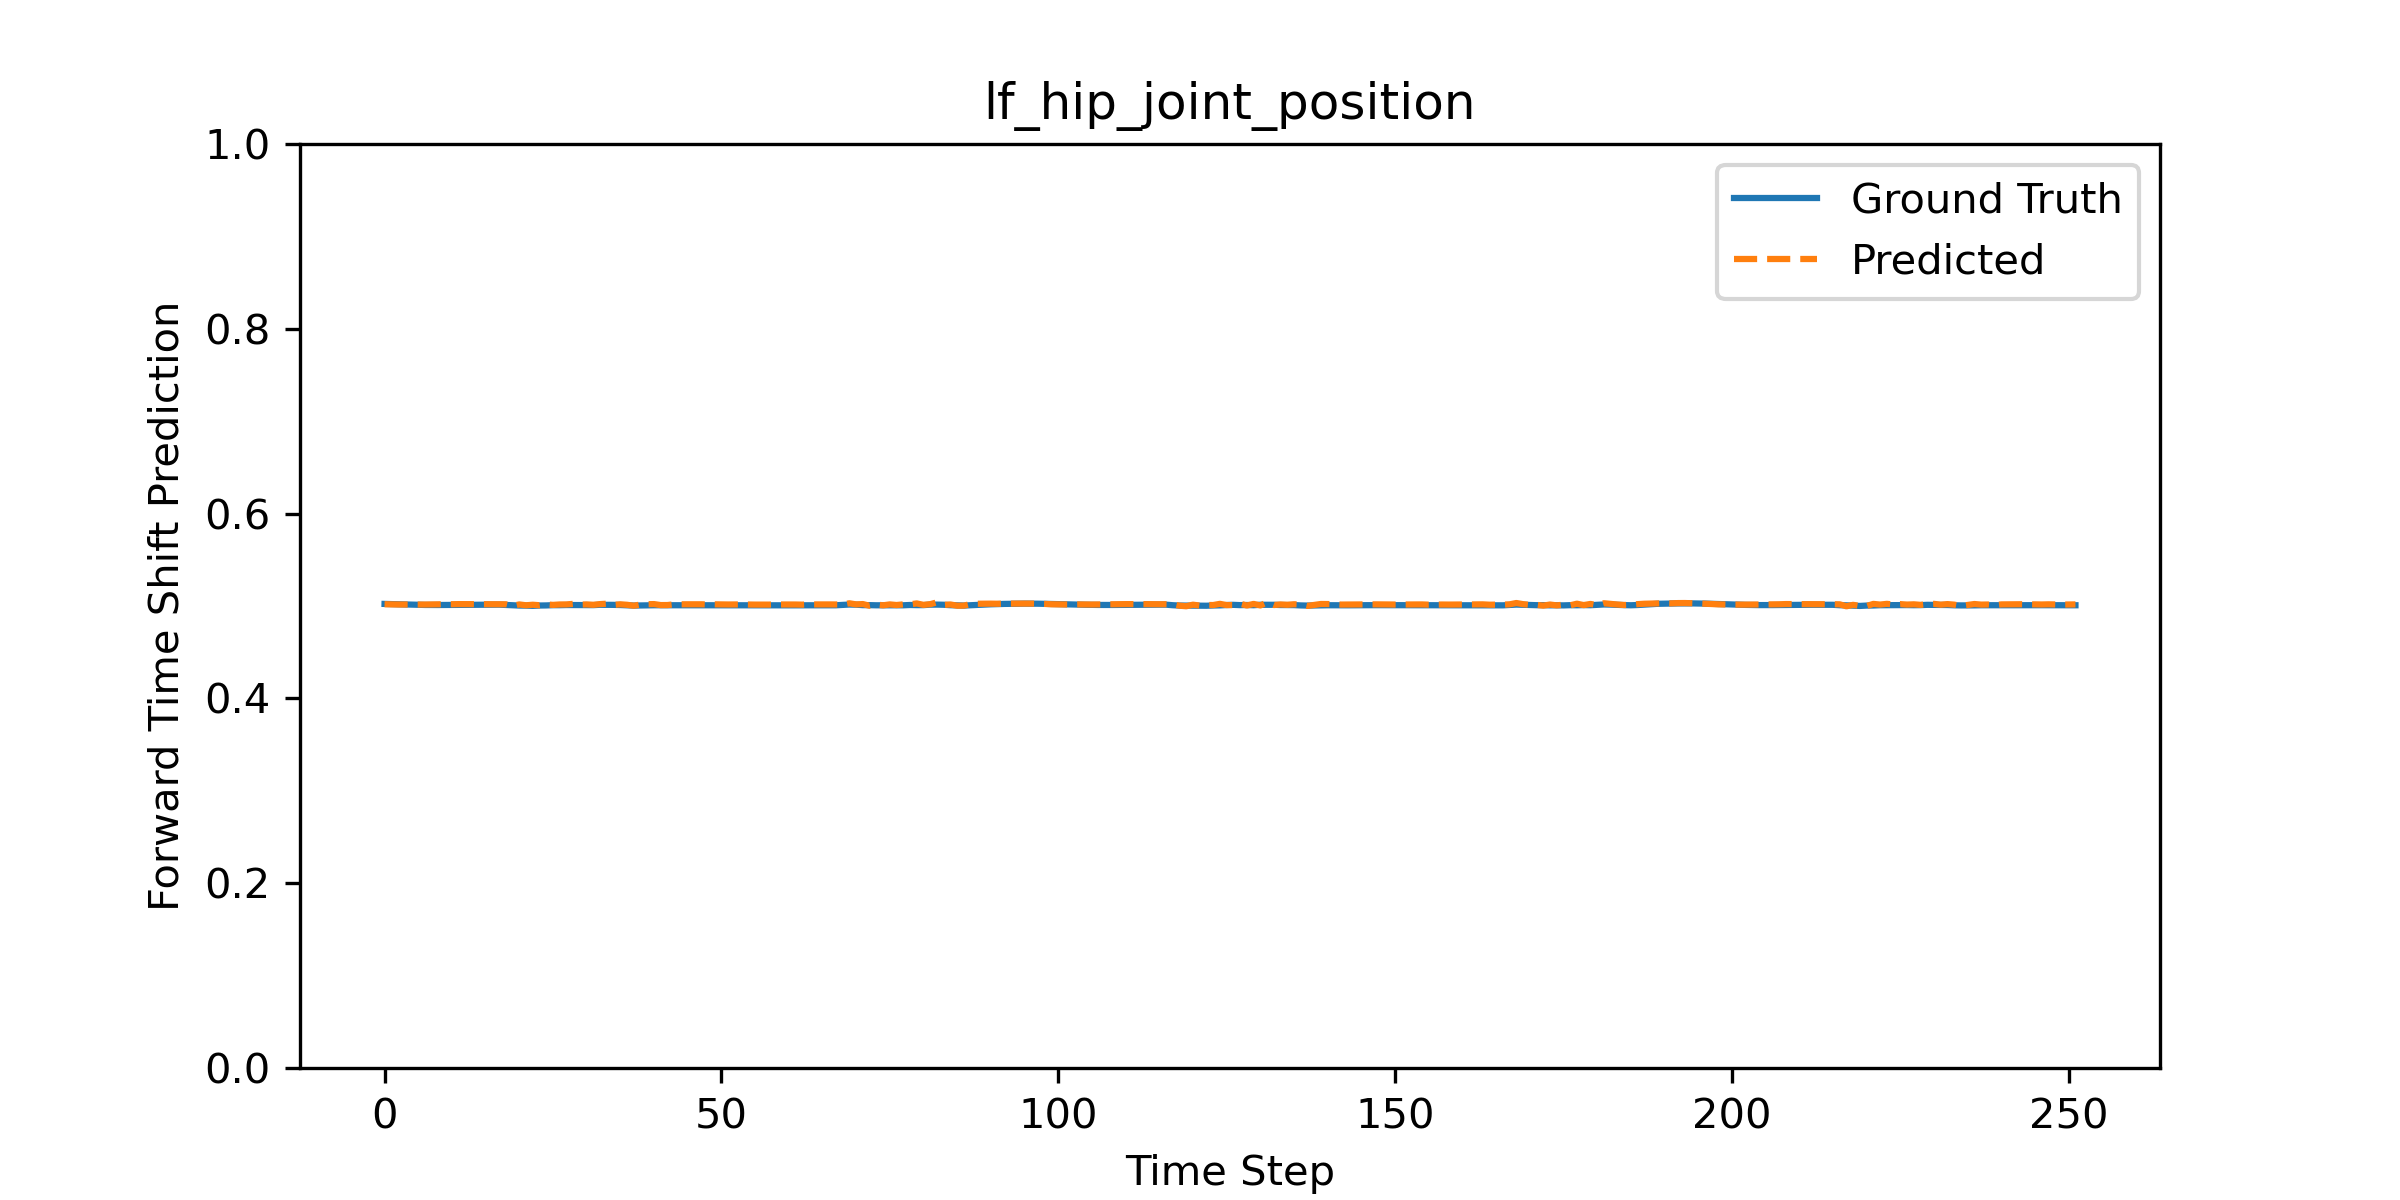 lf_hip_joint_position
1.0
0.8
0.6
0.4
0.2
0.0
Forward Time Shift Prediction
Ground Truth
Predicted
0 50 100 150 200 250
Time Step